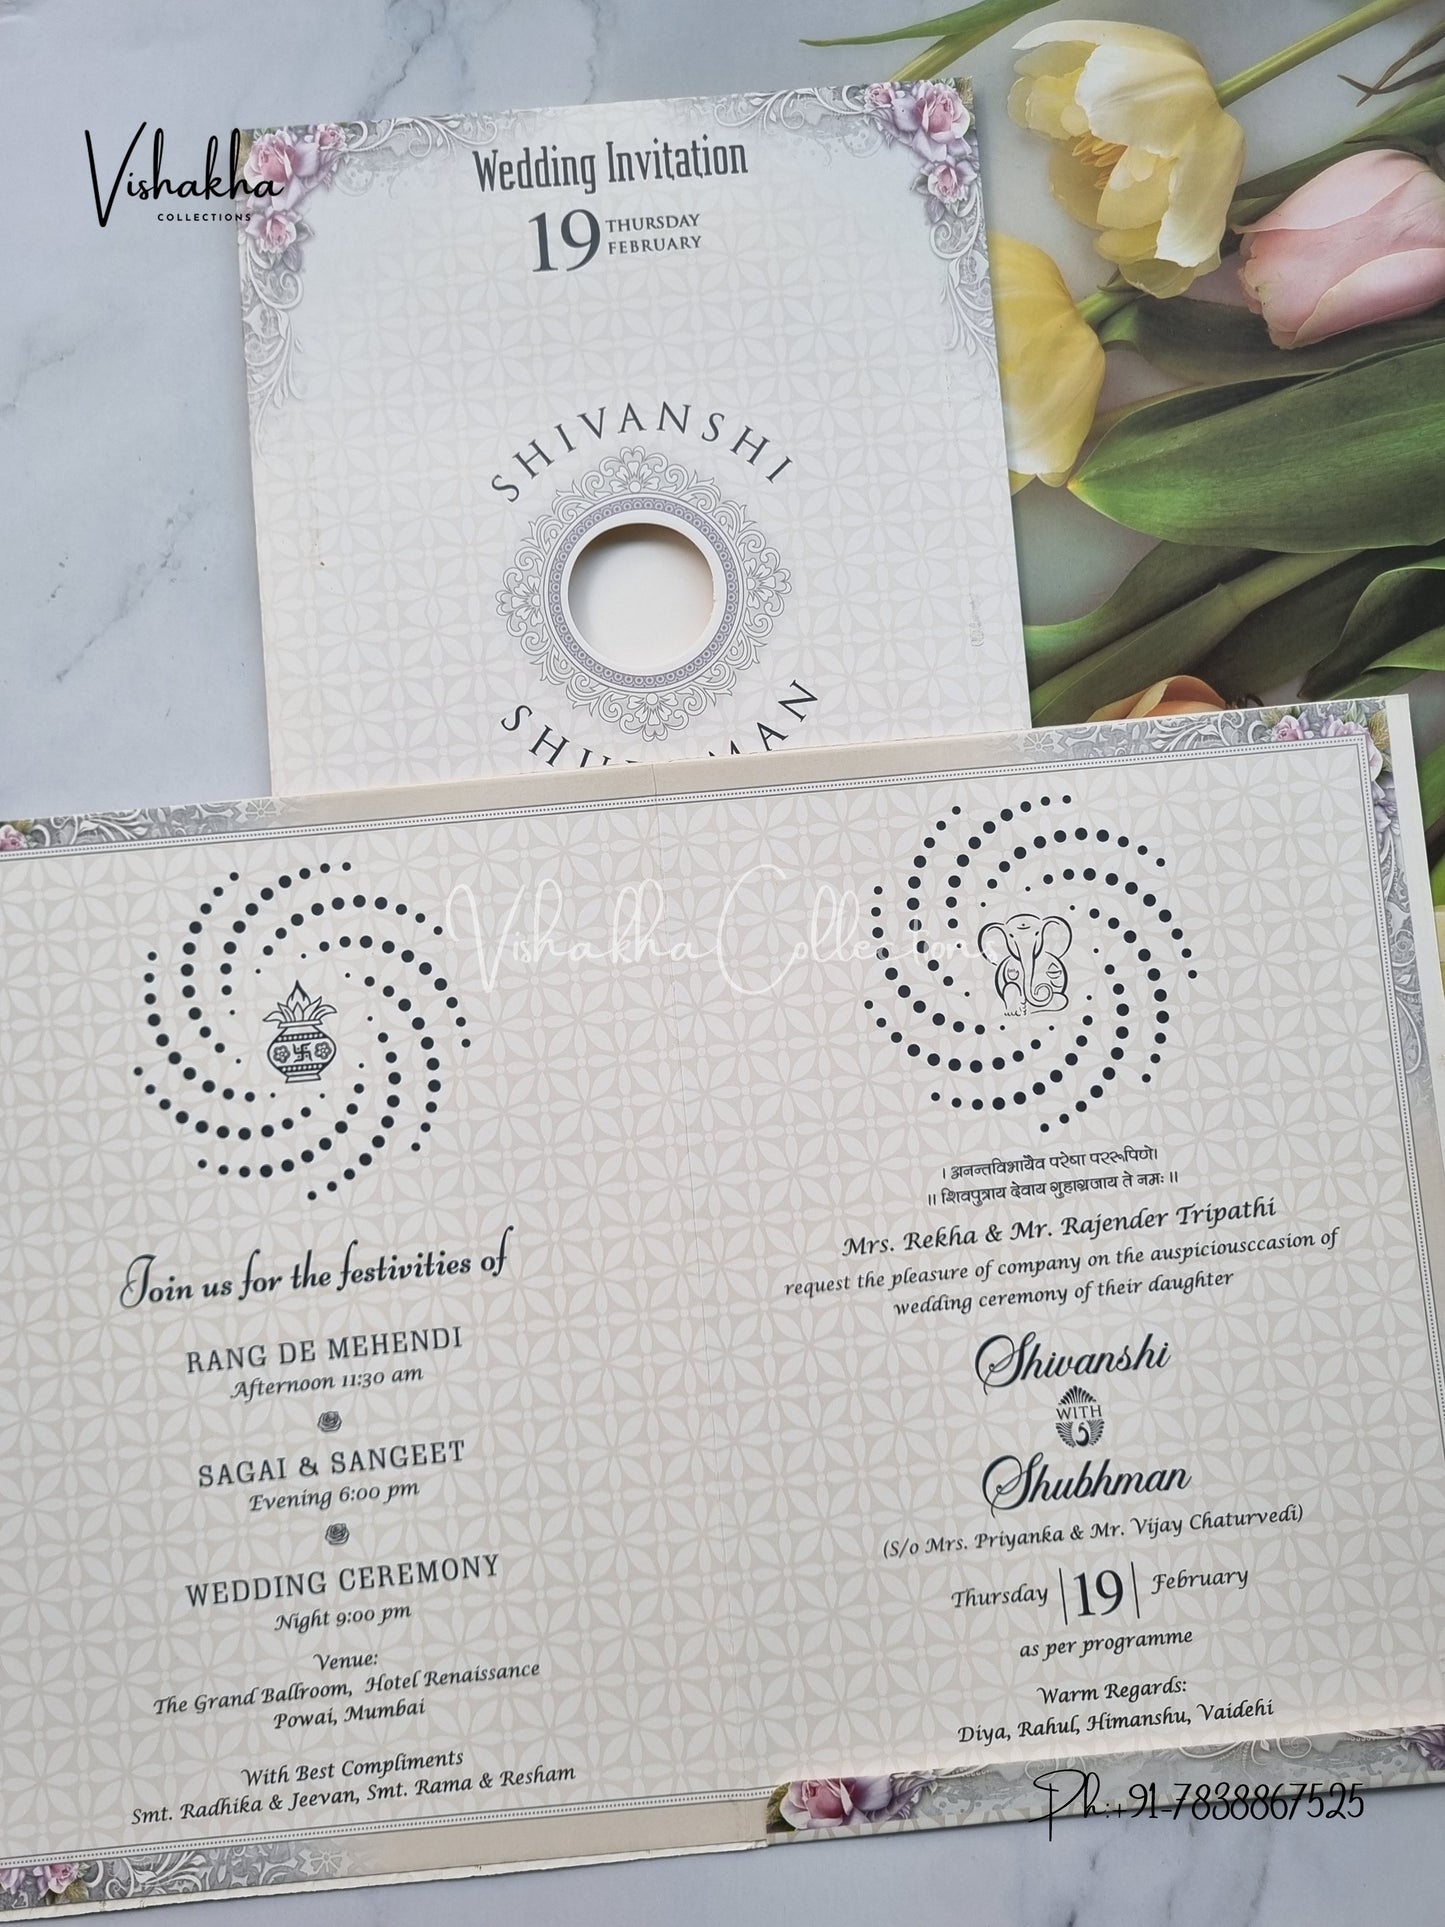 Vishakha
COLLECTIONS
Wedding Invitation
19 THURSDAY
FEBRUARY
SHIVANSHI
Vishakha Collections
Join us for the festivities of
RANG DE MEHENDI
Afternoon 11:30 am
SAGAI & SANGEET
Evening 6:00 pm
WEDDING CEREMONY
Night 9:00 pm
Venue:
The Grand Ballroom, Hotel Renaissance
Powai, Mumbai
With Best Compliments
Smt. Radhika & Jeevan, Smt. Rama & Resham
। अनन्तविभायैव परेषा पररूपिणे।
।। शिवपुत्राय देवाय गुहाग्रजाय ते नमः ।।
Mrs. Rekha & Mr. Rajender Tripathi
request the pleasure of company on the auspiciousccasion of
wedding ceremony of their daughter
Shivanshi
WITH
Shubhman
(S/o Mrs. Priyanka & Mr. Vijay Chaturvedi)
Thursday |19| February
as per programme
Warm Regards:
Diya, Rahul, Himanshu, Vaidehi
Ph:+91-7838867525